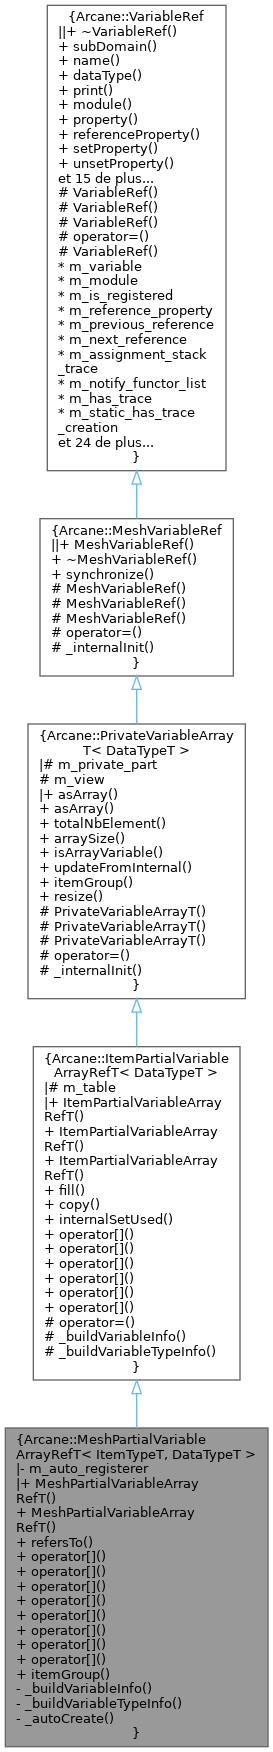 {Arcane::VariableRef
||+ ~VariableRef()
+ subDomain()
+ name()
+ dataType()
+ print()
+ module()
+ property()
+ referenceProperty()
+ setProperty()
+ unsetProperty()
et 15 de plus...
# VariableRef()
# VariableRef()
# VariableRef()
# operator=()
# VariableRef()
* m_variable
* m_module
* m_is_registered
* m_reference_property
* m_previous_reference
* m_next_reference
* m_assignment_stack
_trace
* m_notify_functor_list
* m_has_trace
* m_static_has_trace
_creation
et 24 de plus...
}
{Arcane::MeshVariableRef
||+ MeshVariableRef()
+ ~MeshVariableRef()
+ synchronize()
# MeshVariableRef()
# MeshVariableRef()
# MeshVariableRef()
# operator=()
# _internalInit()
}
{Arcane::PrivateVariableArray
T< DataTypeT >
|# m_private_part
# m_view
|+ asArray()
+ asArray()
+ totalNbElement()
+ arraySize()
+ isArrayVariable()
+ updateFromInternal()
+ itemGroup()
+ resize()
# PrivateVariableArrayT()
# PrivateVariableArrayT()
# PrivateVariableArrayT()
# operator=()
# _internalInit()
}
{Arcane::ItemPartialVariable
ArrayRefT< DataTypeT >
|# m_table
|+ ItemPartialVariableArray
RefT()
+ ItemPartialVariableArray
RefT()
+ ItemPartialVariableArray
RefT()
+ fill()
+ copy()
+ internalSetUsed()
+ operator[]()
+ operator[]()
+ operator[]()
+ operator[]()
+ operator[]()
+ operator[]()
# operator=()
# _buildVariableInfo()
# _buildVariableTypeInfo()
}
{Arcane::MeshPartialVariable
ArrayRefT< ItemTypeT, DataTypeT >
|- m_auto_registerer
|+ MeshPartialVariableArray
RefT()
+ MeshPartialVariableArray
RefT()
+ refersTo()
+ operator[]()
+ operator[]()
+ operator[]()
+ operator[]()
+ operator[]()
+ operator[]()
+ operator[]()
+ operator[]()
+ itemGroup()
- _buildVariableInfo()
- _buildVariableTypeInfo()
- _autoCreate()
}